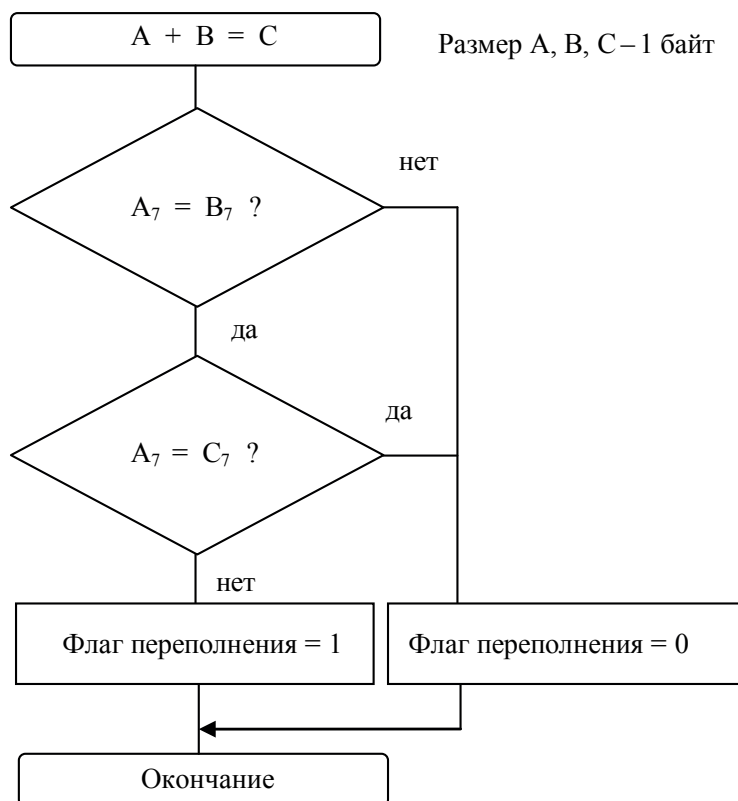 A + B = C
Размер A, B, C – 1 байт
нет
A₇ = B₇ ?
да
да
A₇ = C₇ ?
нет
Флаг переполнения = 1
Флаг переполнения = 0
Окончание